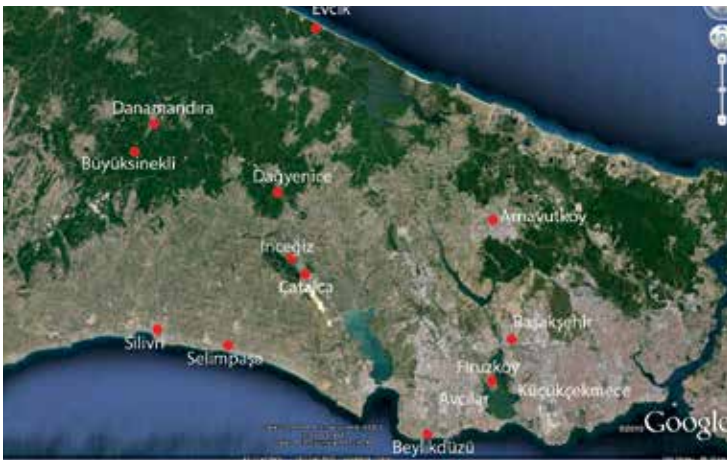 Evcik
Danamandıra
Büyüksinekli
Dağyenice
Arnavutköy
İnceğiz
Çatalca
Başakşehir
Silivri
Selimpaşa
Firuzköy
Küçükçekmece
Avcılar
Google
Beylikdüzü